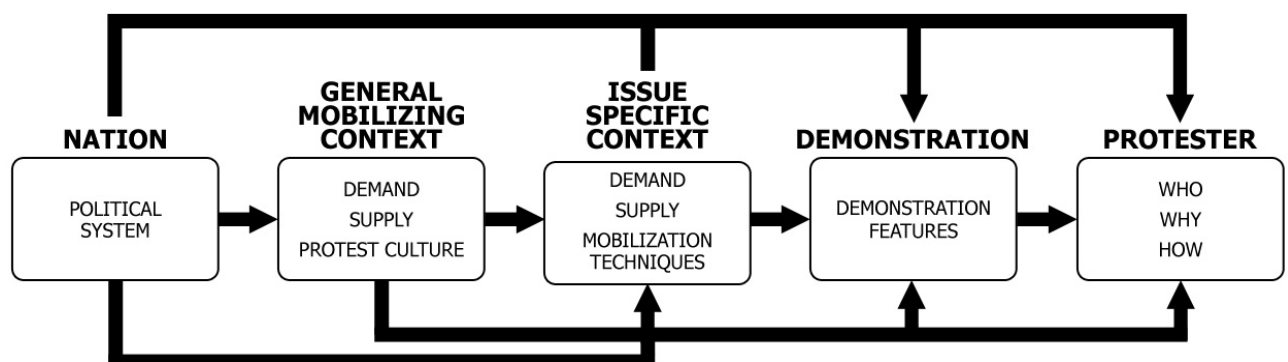 NATION
POLITICAL
SYSTEM
GENERAL
MOBILIZING
CONTEXT
DEMAND
SUPPLY
PROTEST CULTURE
ISSUE
SPECIFIC
CONTEXT
DEMAND
SUPPLY
MOBILIZATION
TECHNIQUES
DEMONSTRATION
DEMONSTRATION
FEATURES
PROTESTER
WHO
WHY
HOW